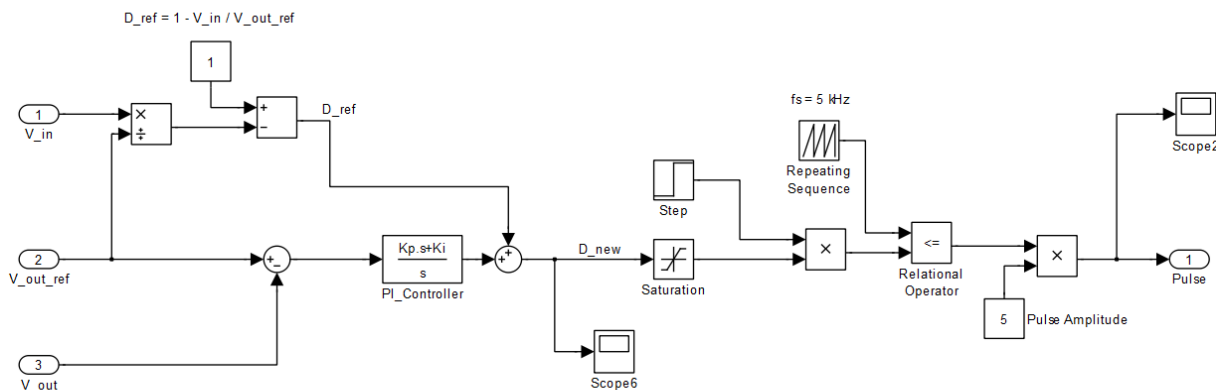 D_ref = 1 - V_in / V_out_ref
1
1
V_in
×
÷
+
−
D_ref
fs = 5 kHz
Repeating
Sequence
Step
Scope2
2
V_out_ref
+
−
Kp.s+Ki
s
PI_Controller
+
+
D_new
Saturation
×
<=
Relational
Operator
×
1
Pulse
5
Pulse Amplitude
3
V_out
Scope6